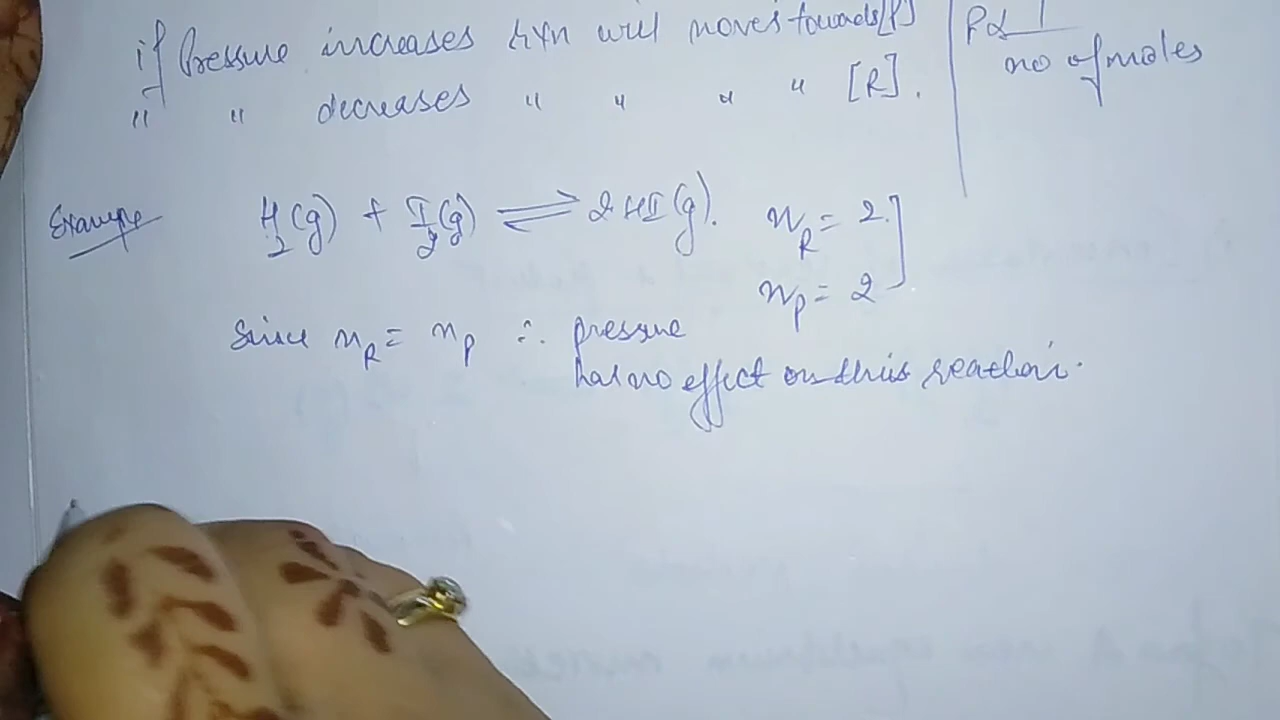 if Pressure increases rxn will moves towards [P]
" " decreases " " " " [R].
P α 1
no of moles
Example H2(g) + I2(g) ⇌ 2HI(g). nR = 2.
nP = 2
Since nR = nP ∴ pressure
has no effect on this reaction.